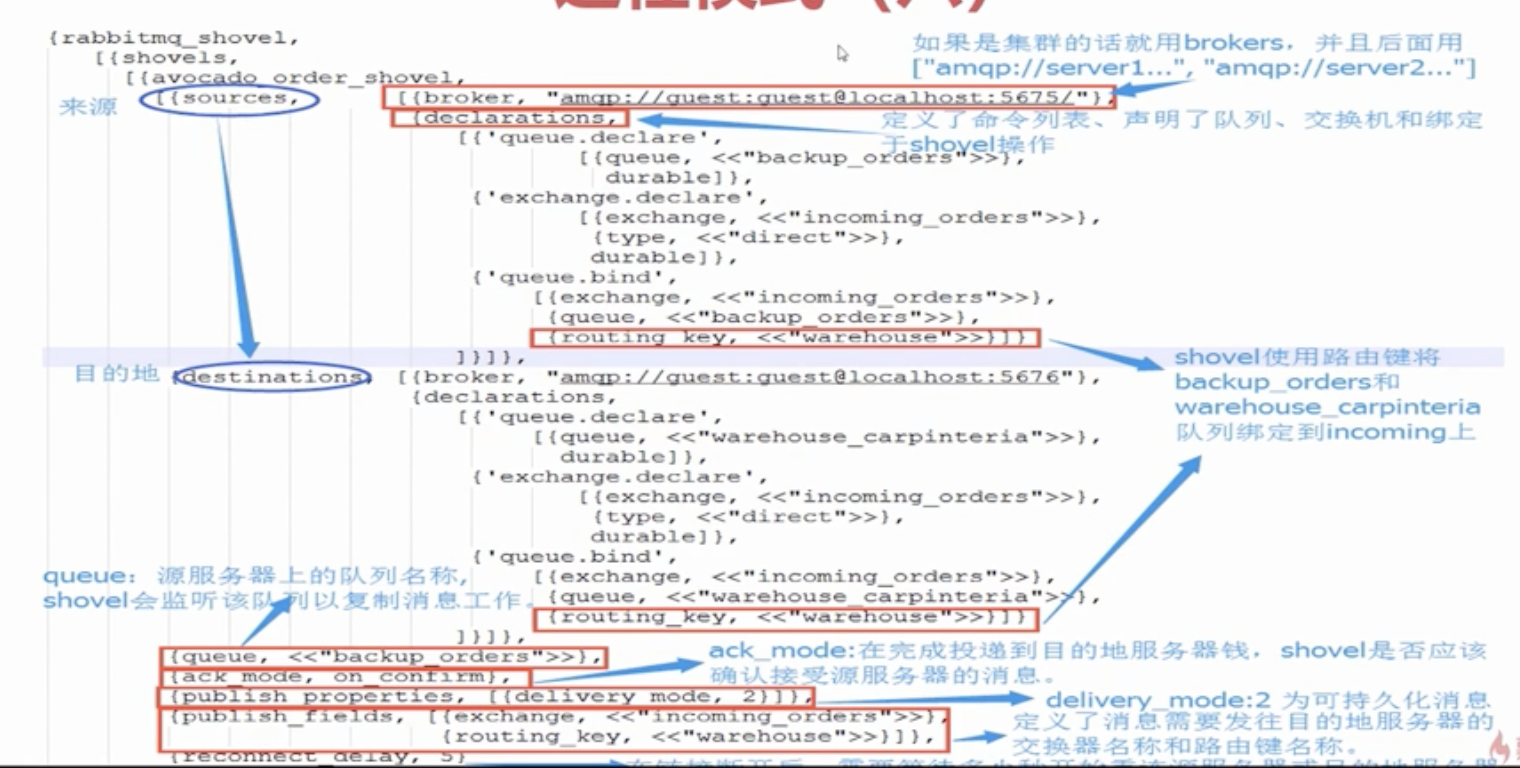 远程模式（六）
{rabbitmq_shovel,
[{shovels,
[{avocado_order_shovel,
来源 [{sources, [{broker, "amqp://guest:guest@localhost:5675/"},
如果是集群的话就用brokers，并且后面用
["amqp://server1...", "amqp://server2..."]
{declarations,
定义了命令列表、声明了队列、交换机和绑定
于shovel操作
[{'queue.declare',
[{queue, <<"backup_orders">>},
durable]},
{'exchange.declare',
[{exchange, <<"incoming_orders">>},
{type, <<"direct">>},
durable]},
{'queue.bind',
[{exchange, <<"incoming_orders">>},
{queue, <<"backup_orders">>},
{routing_key, <<"warehouse">>}]}
]}]},
shovel使用路由键将
backup_orders和
warehouse_carpinteria
队列绑定到incoming上
目的地 {destinations, [{broker, "amqp://guest:guest@localhost:5676"},
{declarations,
[{'queue.declare',
[{queue, <<"warehouse_carpinteria">>},
durable]},
{'exchange.declare',
[{exchange, <<"incoming_orders">>},
{type, <<"direct">>},
durable]},
{'queue.bind',
[{exchange, <<"incoming_orders">>},
{queue, <<"warehouse_carpinteria">>},
{routing_key, <<"warehouse">>}]}
]}]},
queue：源服务器上的队列名称，
shovel会监听该队列以复制消息工作。
{queue, <<"backup_orders">>},
{ack_mode, on_confirm},
ack_mode:在完成投递到目的地服务器钱，shovel是否应该
确认接受源服务器的消息。
{publish_properties, [{delivery_mode, 2}]},
delivery_mode:2 为可持久化消息
{publish_fields, [{exchange, <<"incoming_orders">>},
{routing_key, <<"warehouse">>}]},
定义了消息需要发往目的地服务器的
交换器名称和路由键名称。
{reconnect_delay, 5}